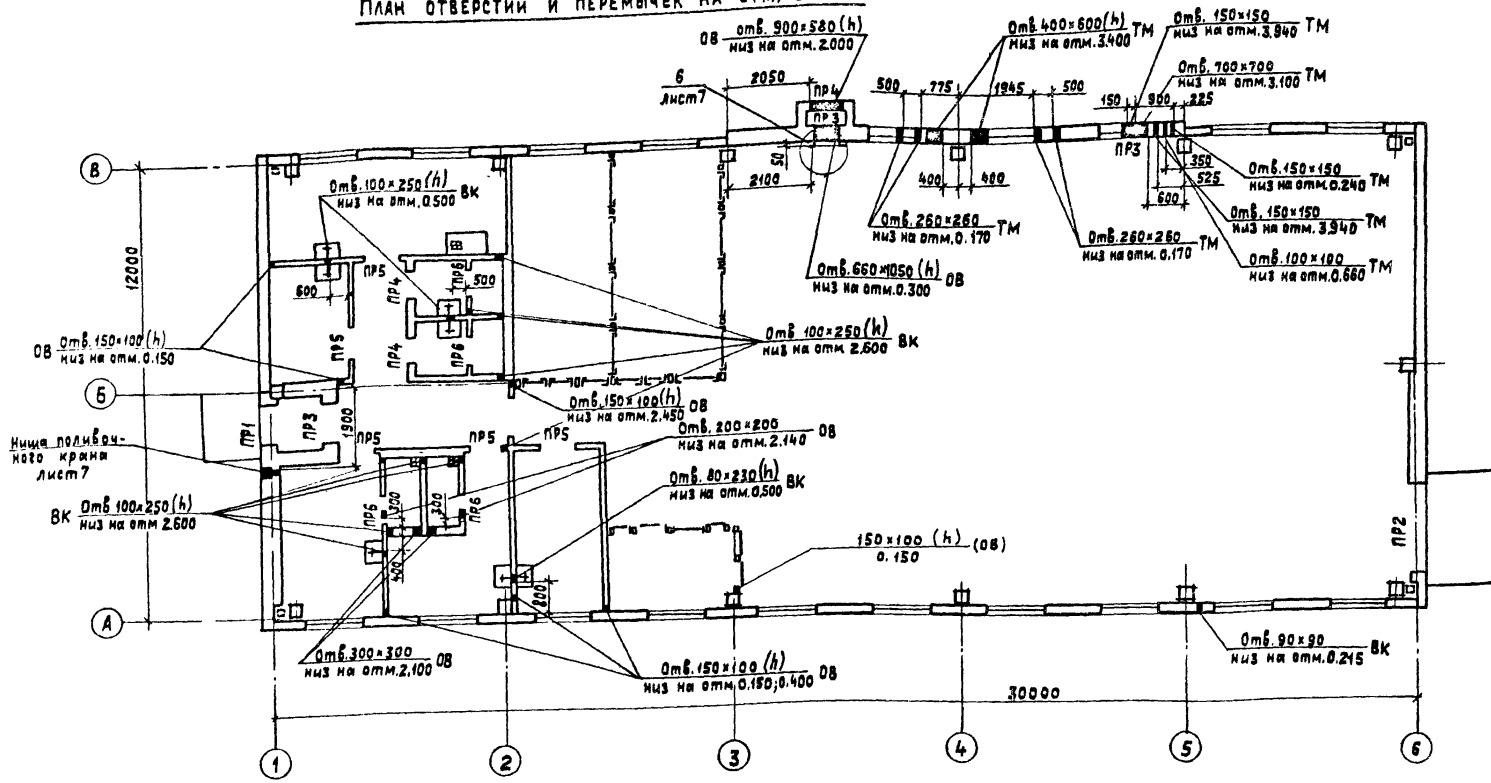 План отверстий и перемычек на отм.
ОВ отв. 900×580 (h)
низ на отм. 2.000
Отв. 400×600 (h) ТМ
низ на отм. 3.400
Отв. 150×150 ТМ
низ на отм. 3.940
Отв. 700×700 ТМ
низ на отм. 3.100
6
лист 7
2050
ПР4
ПР3
500
775
1945
500
150
900
225
ПР3
В
50
2100
400
400
350
525
600
Отв. 150×150 ТМ
низ на отм. 0.240
Отв. 150×150 ТМ
низ на отм. 3.940
Отв. 100×100 ТМ
низ на отм. 0.660
Отв. 260×260 ТМ
низ на отм. 0.170
Отв. 260×260 ТМ
низ на отм. 0.170
Отв. 660×1050 (h) ОВ
низ на отм. 0.300
Отв. 100×250 (h) ВК
низ на отм. 0.500
12000
ПР5
ПР4
ПР6
500
600
ОВ Отв. 150×100 (h)
низ на отм. 0.150
ПР5
ПР4
ПР6
Отв. 100×250 (h) ВК
низ на отм 2.600
Б
Отв. 150×100 (h) ОВ
низ на отм. 2.450
ПР1
ПР3
1900
Отв. 200×200 ОВ
низ на отм. 2.140
Ниша поливоч-
ного крана
лист 7
ПР5
ПР5
ПР5
Отв. 80×230 (h) ВК
низ на отм. 0.500
ВК Отв 100×250 (h)
низ на отм 2.600
ПР6
300
300
ПР6
400
800
150×100 (h) (ОВ)
0.150
ПР2
А
Отв. 300×300 ОВ
низ на отм. 2.100
Отв. 150×100 (h) ОВ
низ на отм 0.150; 0.400
Отв. 90×90 ВК
низ на отм. 0.215
30000
1
2
3
4
5
6